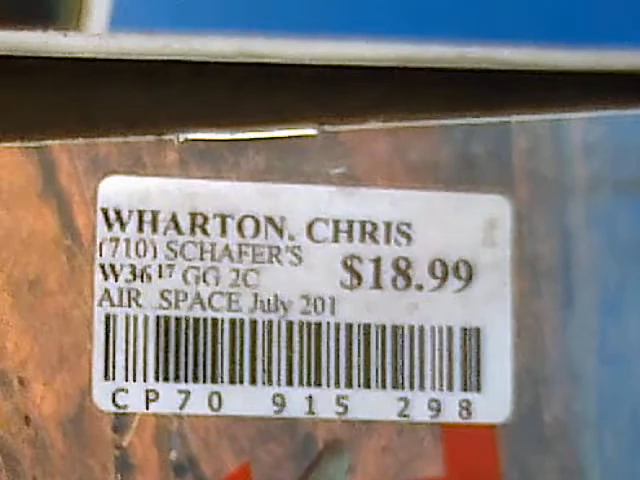 WHARTON, CHRIS
(710) SCHAFER'S
W36¹⁷ GG 2C
$18.99
AIR SPACE July 201
CP70 915 298